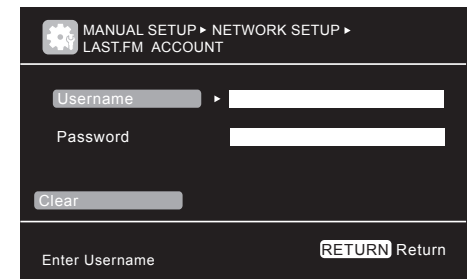 MANUAL SETUP ▸ NETWORK SETUP ▸
LAST.FM ACCOUNT
Username ▸
Password
Clear
Enter Username
RETURN Return